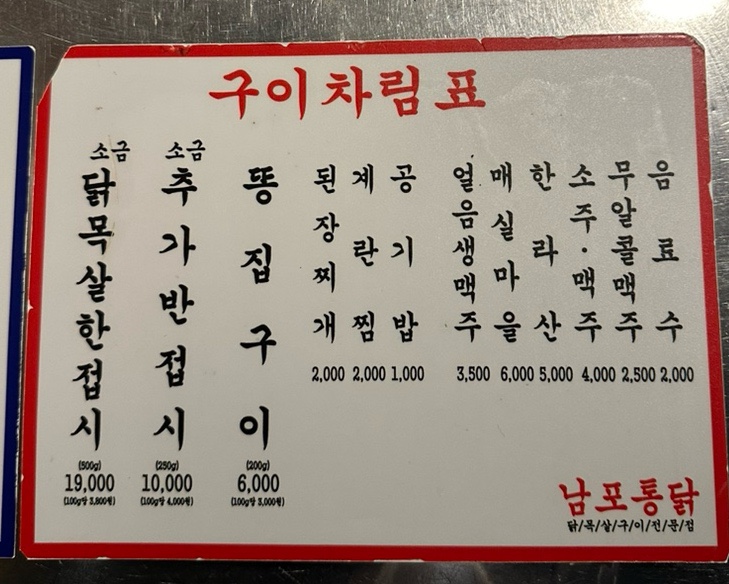 구이차림표
소금
닭목살한접시
(500g)
19,000
(100g당 3,800원)
소금
추가반접시
(250g)
10,000
(100g당 4,000원)
똥집구이
(200g)
6,000
(100g당 3,000원)
된장찌개
2,000
계란찜
2,000
공기밥
1,000
얼음생맥주
3,500
매실마을
6,000
한라산
5,000
소주·맥주
4,000
무알콜맥주
2,500
음료수
2,000
남포통닭
닭/목/살/구/이/전/문/점